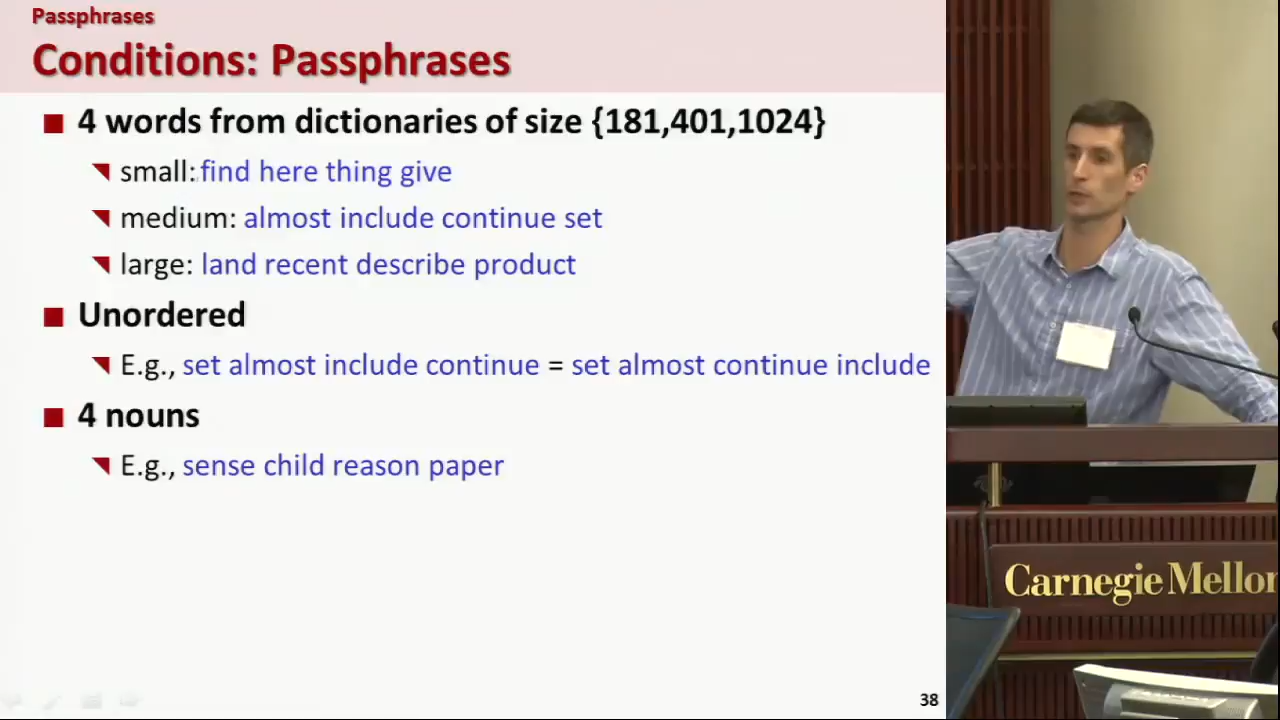 Passphrases
Conditions: Passphrases
4 words from dictionaries of size {181,401,1024}
small: find here thing give
medium: almost include continue set
large: land recent describe product
Unordered
E.g., set almost include continue = set almost continue include
4 nouns
E.g., sense child reason paper
38
Carnegie Mellon